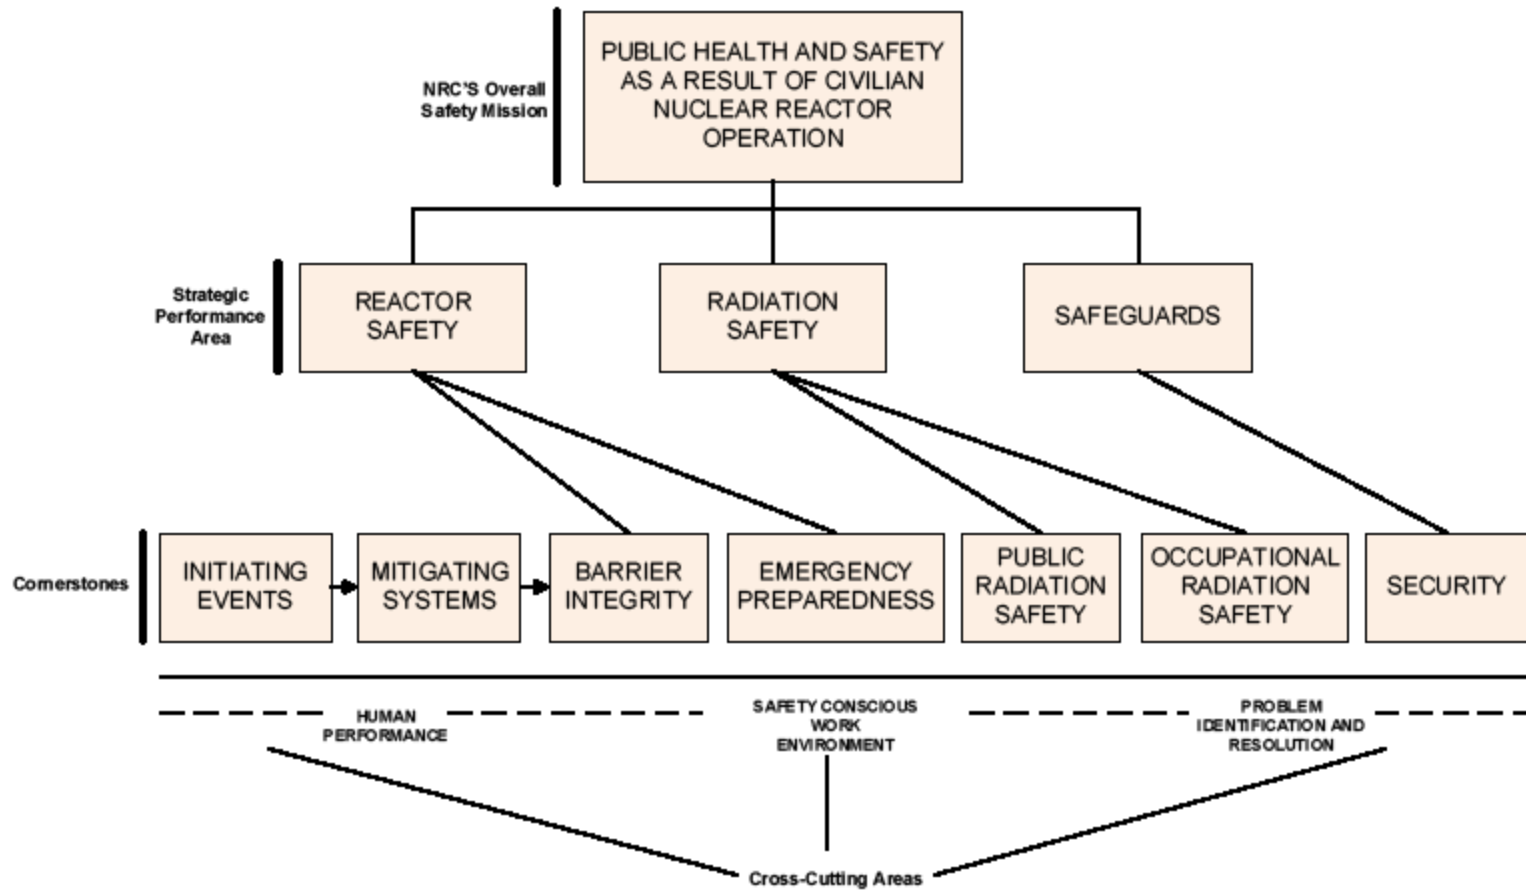 PUBLIC HEALTH AND SAFETY
AS A RESULT OF CIVILIAN
NUCLEAR REACTOR
OPERATION
NRC'S Overall
Safety Mission
Strategic
Performance
Area
REACTOR
SAFETY
RADIATION
SAFETY
SAFEGUARDS
Cornerstones
INITIATING
EVENTS
MITIGATING
SYSTEMS
BARRIER
INTEGRITY
EMERGENCY
PREPAREDNESS
PUBLIC
RADIATION
SAFETY
OCCUPATIONAL
RADIATION
SAFETY
SECURITY
HUMAN
PERFORMANCE
SAFETY CONSCIOUS
WORK
ENVIRONMENT
PROBLEM
IDENTIFICATION AND
RESOLUTION
Cross-Cutting Areas